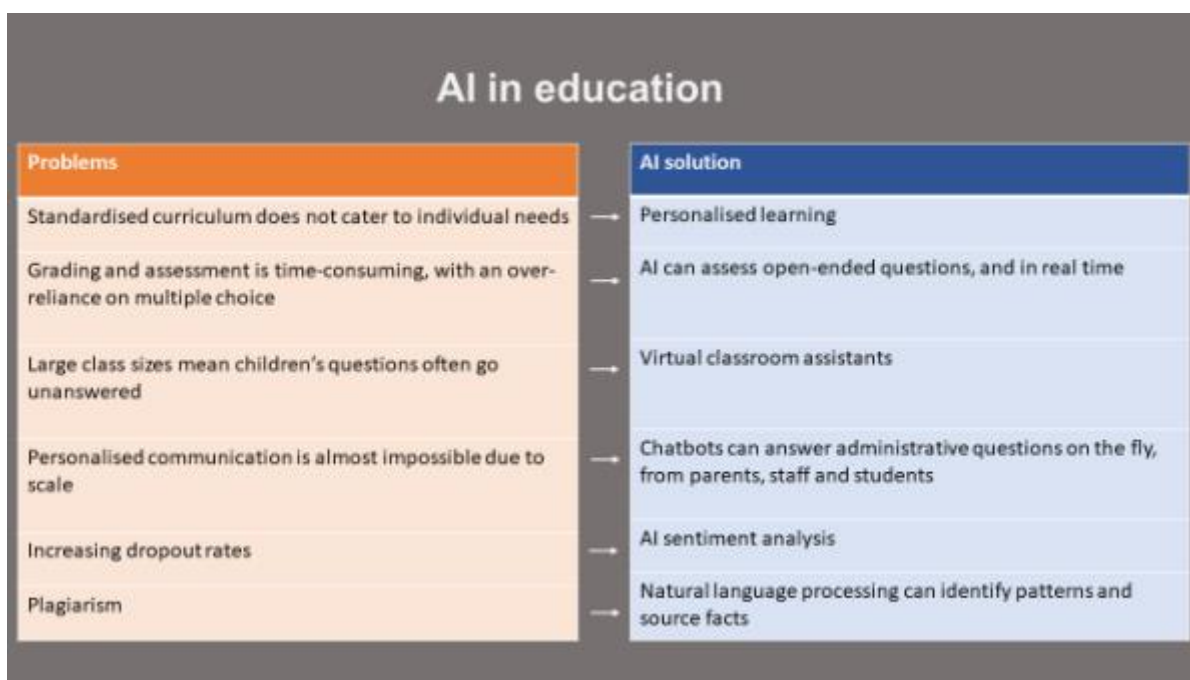 AI in education
Problems
AI solution
Standardised curriculum does not cater to individual needs
Personalised learning
Grading and assessment is time-consuming, with an over-
reliance on multiple choice
AI can assess open-ended questions, and in real time
Large class sizes mean children's questions often go
unanswered
Virtual classroom assistants
Personalised communication is almost impossible due to
scale
Chatbots can answer administrative questions on the fly,
from parents, staff and students
Increasing dropout rates
AI sentiment analysis
Plagiarism
Natural language processing can identify patterns and
source facts